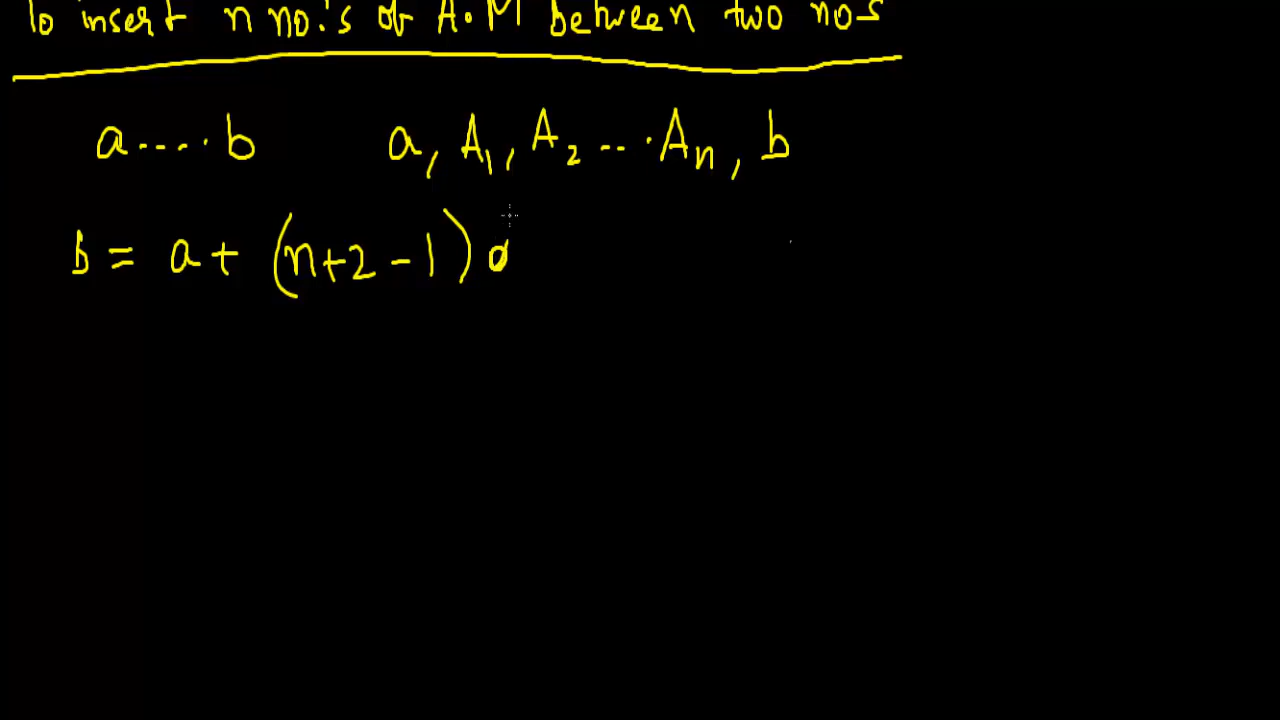 To insert n no.'s of A.M between two nos
a....b a, A₁, A₂ ... Aₙ, b
b = a + (n+2-1)